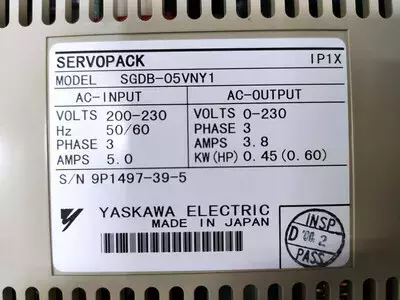 SERVOPACK IP1X
MODEL SGDB-05VNY1
AC-INPUT AC-OUTPUT
VOLTS 200-230 VOLTS 0-230
Hz 50/60 PHASE 3
PHASE 3 AMPS 3.8
AMPS 5.0 KW(HP) 0.45(0.60)
S/N 9P1497-39-5
YASKAWA ELECTRIC
MADE IN JAPAN
INSP
D '06.2
PASS